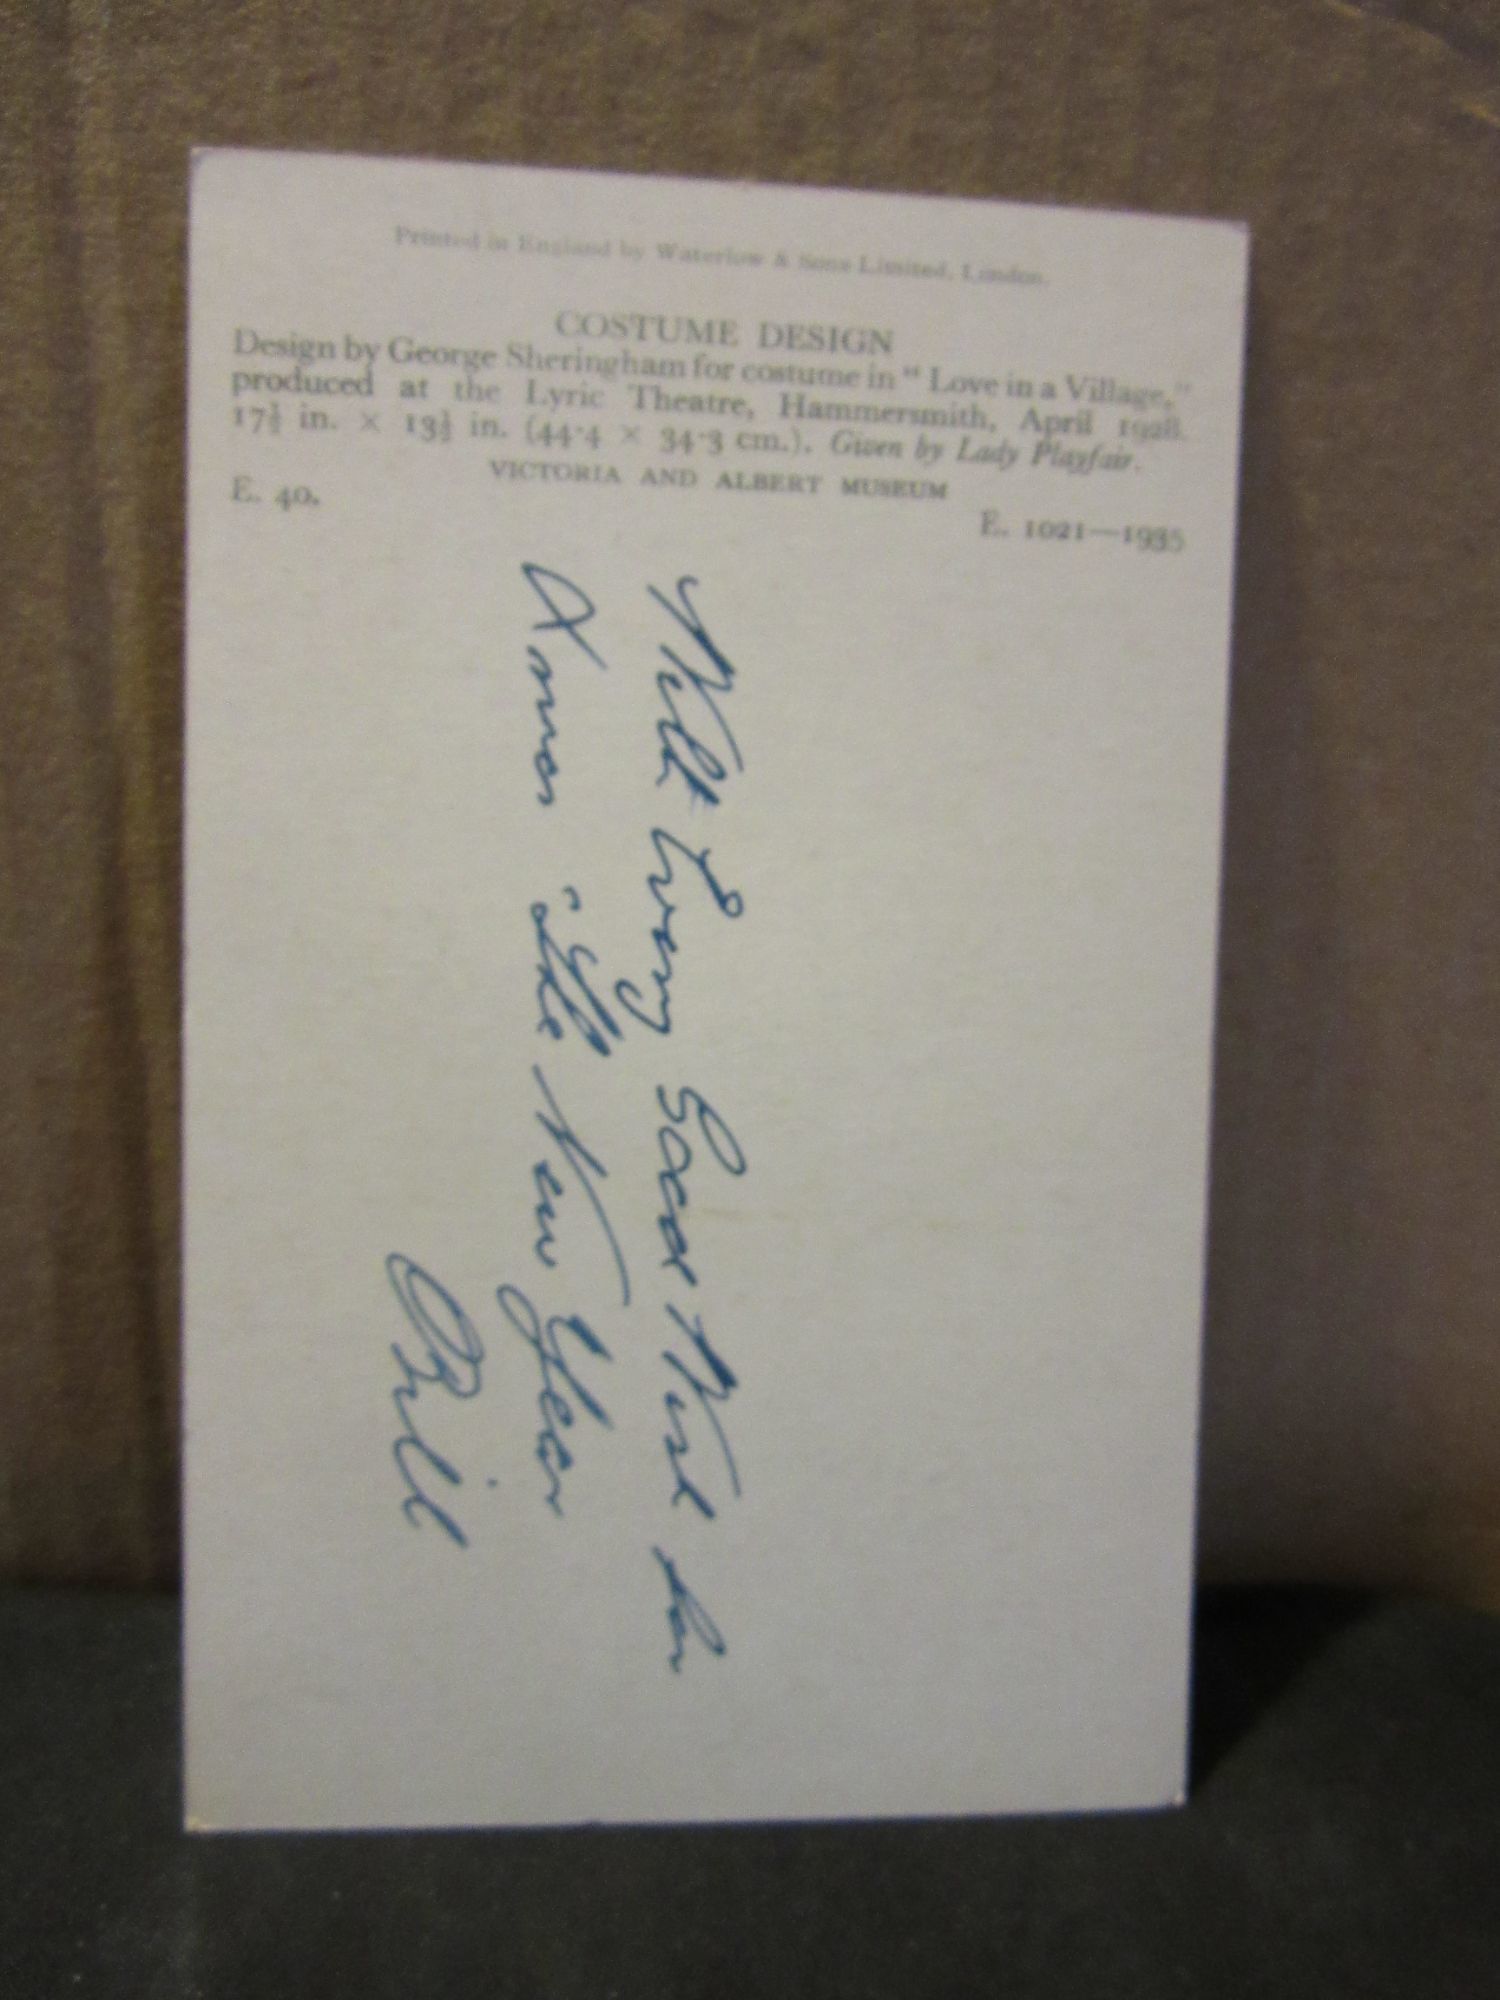 Printed in England by Waterlow & Sons Limited, London.
COSTUME DESIGN
Design by George Sheringham for costume in “ Love in a Village,”
produced at the Lyric Theatre, Hammersmith, April 1928.
17½ in. × 13½ in. (44·4 × 34·3 cm.). Given by Lady Playfair.
VICTORIA AND ALBERT MUSEUM
E. 40.
E. 1021—1935
With Every Good Wish for
Xmas & the New Year
Bill